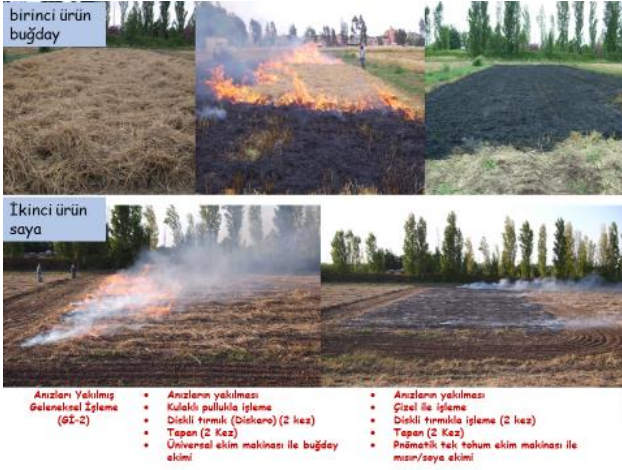 birinci ürün
buğday
İkinci ürün
saya
Anızları Yakılmış
Geleneksel İşleme
(Gİ-2)
• Anızların yakılması
• Kulaklı pullukla işleme
• Diskli tırmık (Diskaro) (2 kez)
• Tapan (2 Kez)
• Üniversal ekim makinası ile buğday
ekimi
• Anızların yakılması
• Çizel ile işleme
• Diskli tırmıkla işleme (2 kez)
• Tapan (2 Kez)
• Pnömatik tek tohum ekim makinası ile
mısır/soya ekimi